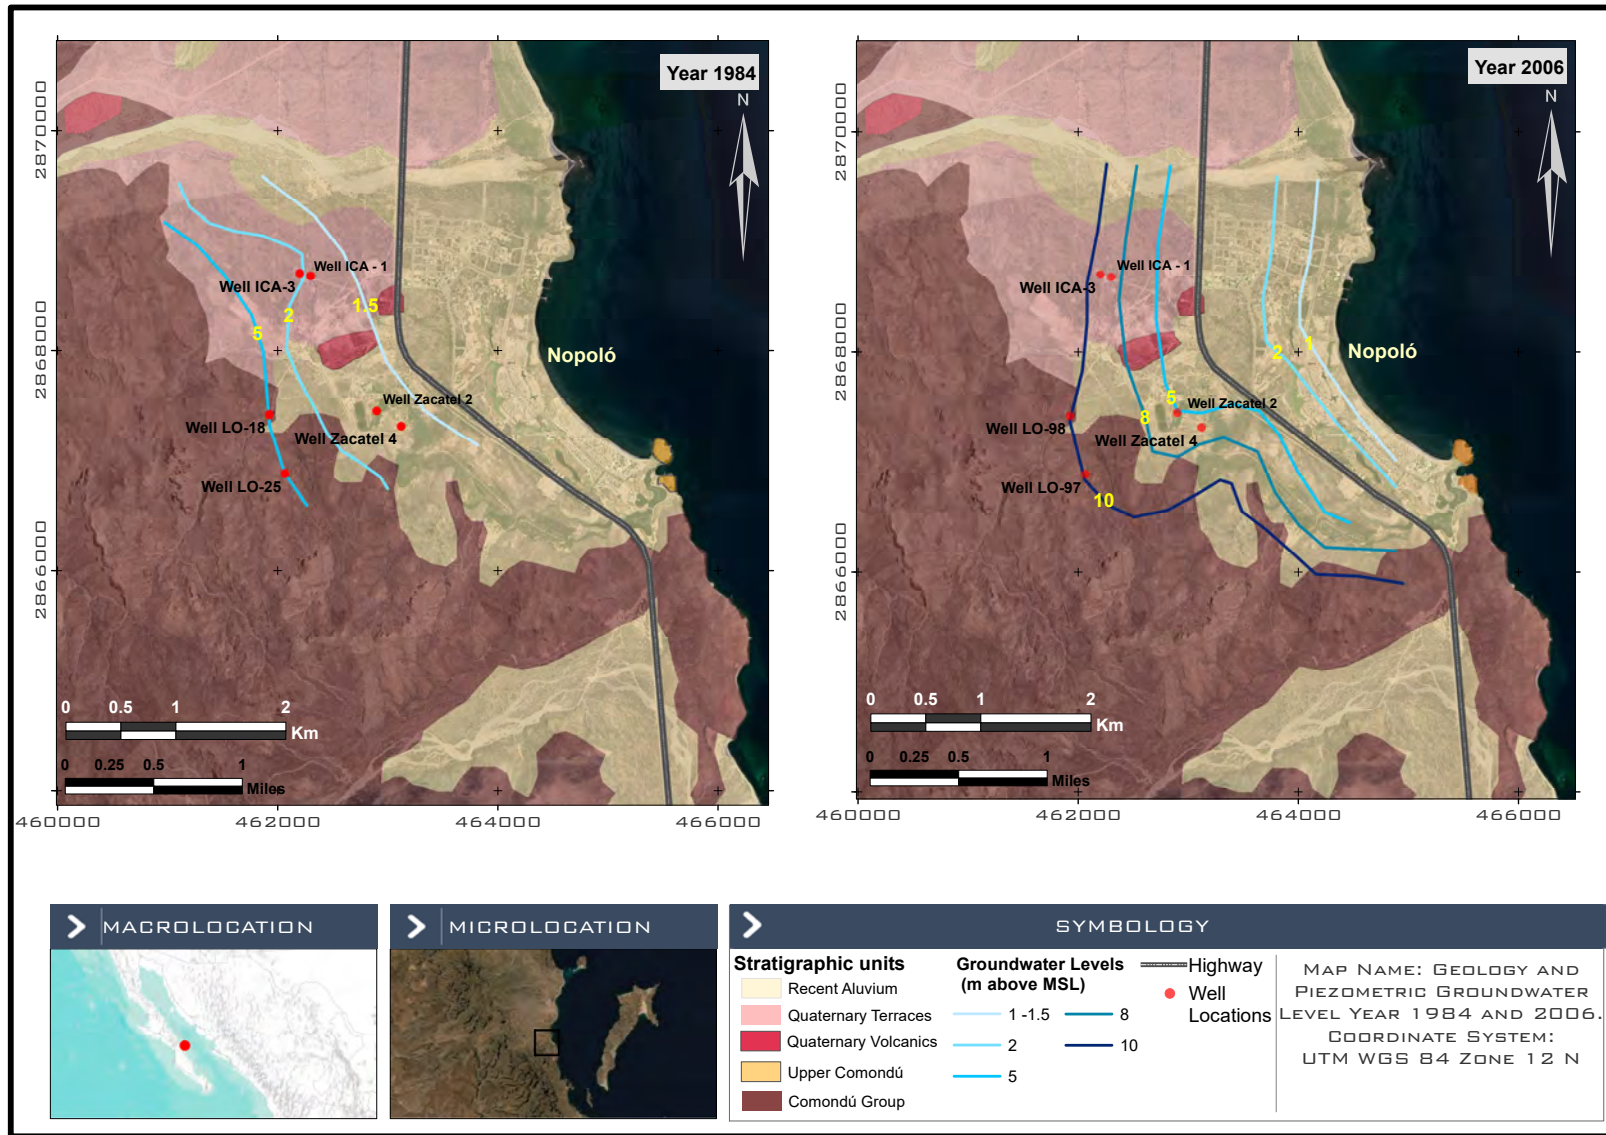 Year 1984
N
2870000
2868000
2866000
Well ICA - 1
Well ICA-3
1.5
2
5
Nopoló
Well Zacatel 2
Well LO-18
Well Zacatel 4
Well LO-25
0 0.5 1 2
Km
0 0.25 0.5 1
Miles
460000 462000 464000 466000
Year 2006
N
2870000
2868000
2866000
Well ICA - 1
Well ICA-3
1
2
Nopoló
5
Well Zacatel 2
8
Well LO-98
Well Zacatel 4
Well LO-97
10
0 0.5 1 2
Km
0 0.25 0.5 1
Miles
460000 462000 464000 466000
MACROLOCATION
MICROLOCATION
SYMBOLOGY
Stratigraphic units
Recent Aluvium
Quaternary Terraces
Quaternary Volcanics
Upper Comondú
Comondú Group
Groundwater Levels
(m above MSL)
1 -1.5
2
5
8
10
Highway
Well
Locations
Map Name: Geology and
Piezometric Groundwater
Level Year 1984 and 2006.
Coordinate System:
UTM WGS 84 Zone 12 N